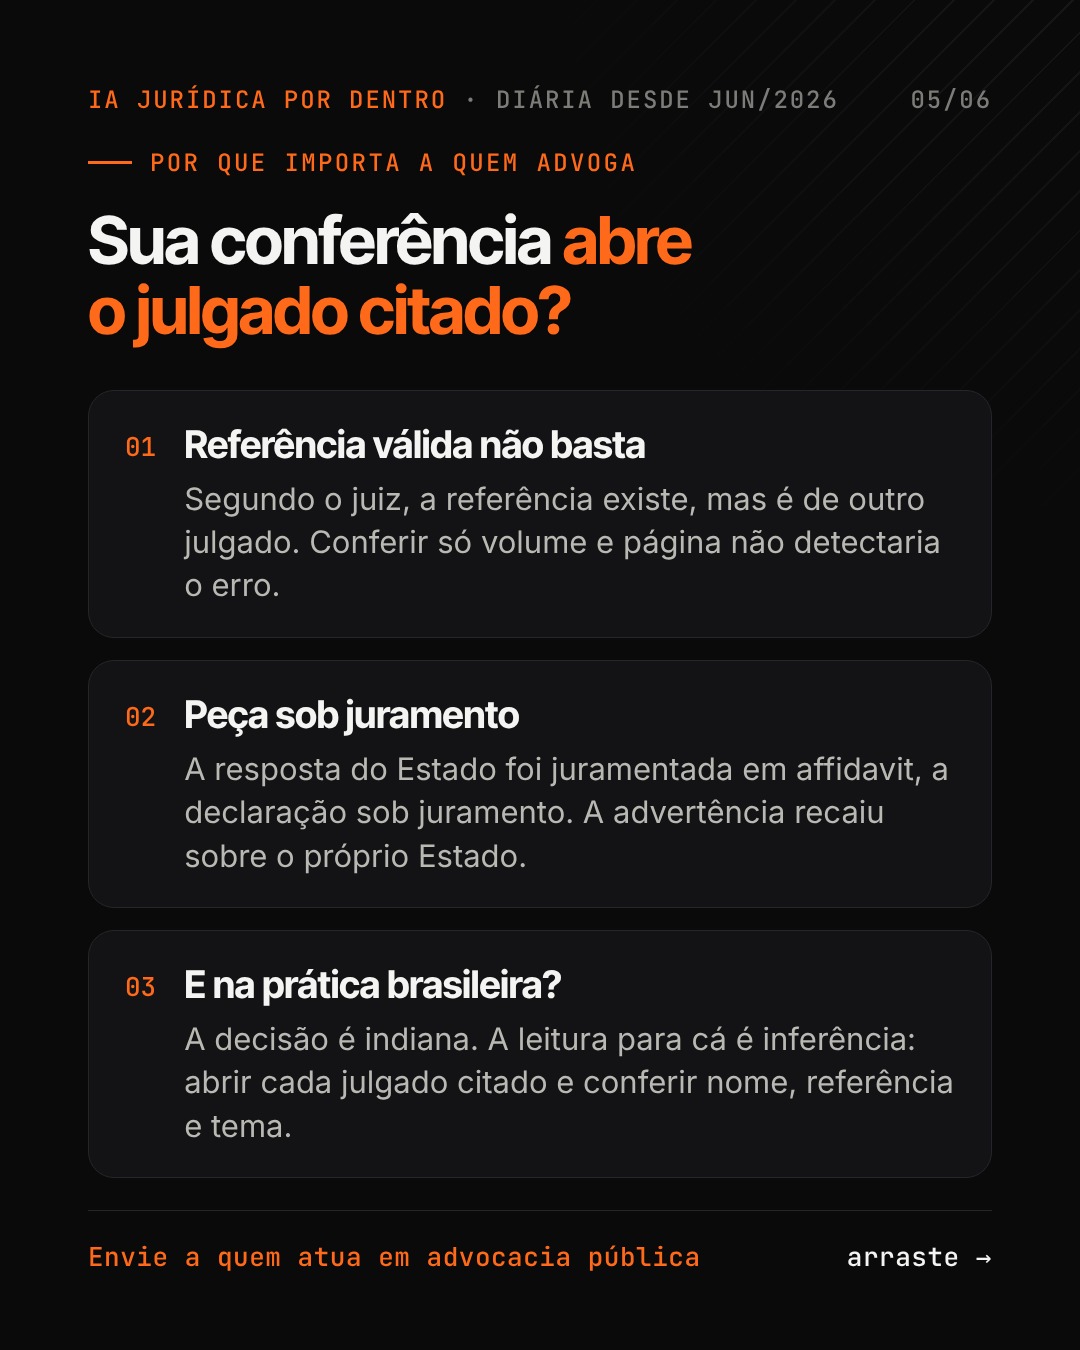 IA JURÍDICA POR DENTRO · DIÁRIA DESDE JUN/2026 05/06
POR QUE IMPORTA A QUEM ADVOGA
Sua conferência abre
o julgado citado?
01 Referência válida não basta
Segundo o juiz, a referência existe, mas é de outro
julgado. Conferir só volume e página não detectaria
o erro.
02 Peça sob juramento
A resposta do Estado foi juramentada em affidavit, a
declaração sob juramento. A advertência recaiu
sobre o próprio Estado.
03 E na prática brasileira?
A decisão é indiana. A leitura para cá é inferência:
abrir cada julgado citado e conferir nome, referência
e tema.
Envie a quem atua em advocacia pública arraste →